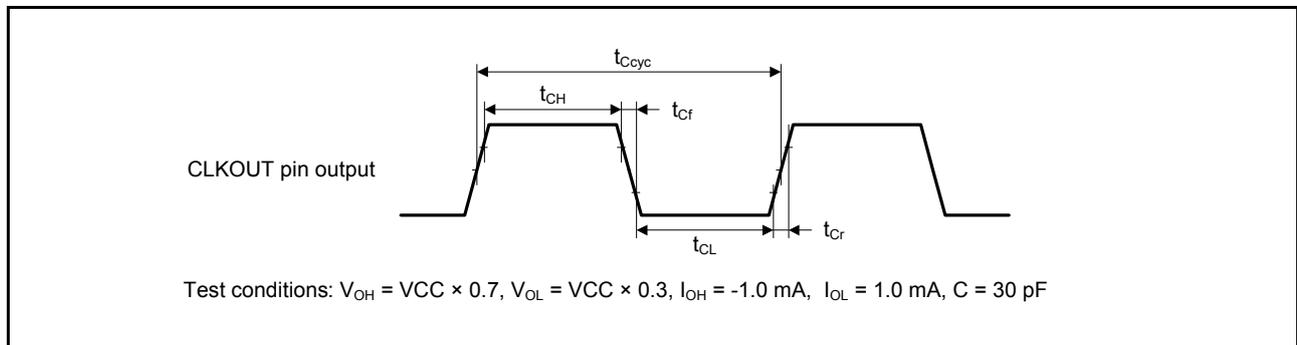 tCcyc
tCH
tCf
CLKOUT pin output
tCL
tCr
Test conditions: VOH = VCC × 0.7, VOL = VCC × 0.3, IOH = -1.0 mA, IOL = 1.0 mA, C = 30 pF